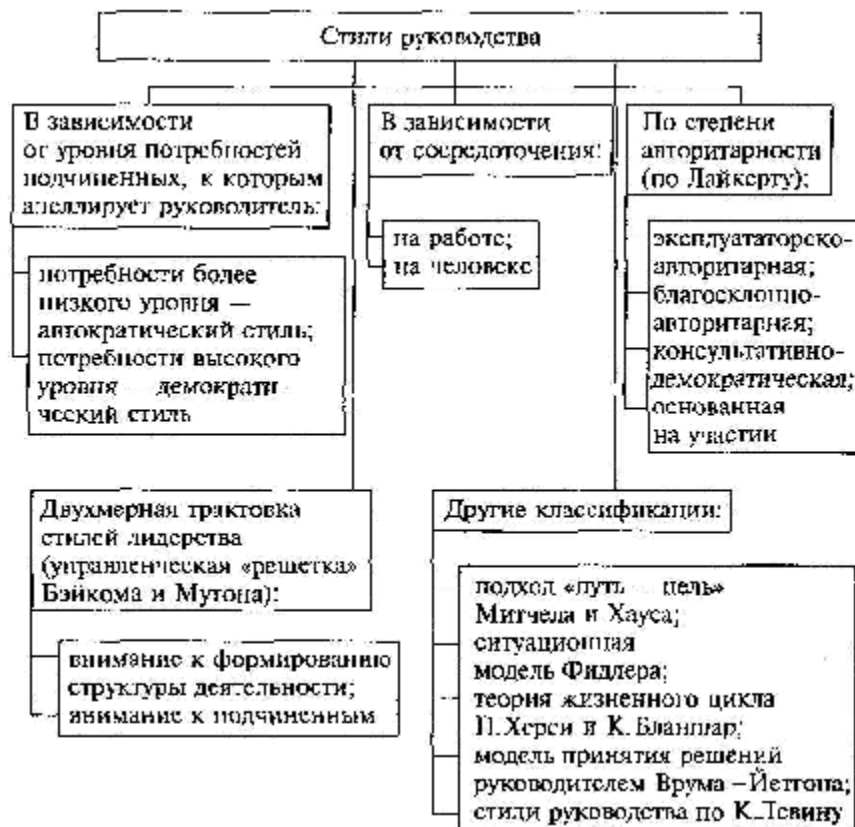 Стили руководства
В зависимости
от уровня потребностей
подчиненных, к которым
апеллирует руководитель:
потребности более
низкого уровня —
автократический стиль;
потребности высокого
уровня — демократи-
ческий стиль
В зависимости
от сосредоточения:
на работе;
на человеке
По степени
авторитарности
(по Лайкерту):
эксплуататорско-
авторитарная;
благосклонно-
авторитарная;
консультативно-
демократическая;
основанная
на участии
Двухмерная трактовка
стилей лидерства
(управленческая «решетка»
Бэйкома и Мутона):
внимание к формированию
структуры деятельности;
внимание к подчиненным
Другие классификации:
подход «путь — цель»
Митчела и Хауса;
ситуационная
модель Фидлера;
теория жизненного цикла
П. Херси и К. Бланшар;
модель принятия решений
руководителем Врума – Йеттона;
стили руководства по К. Левину